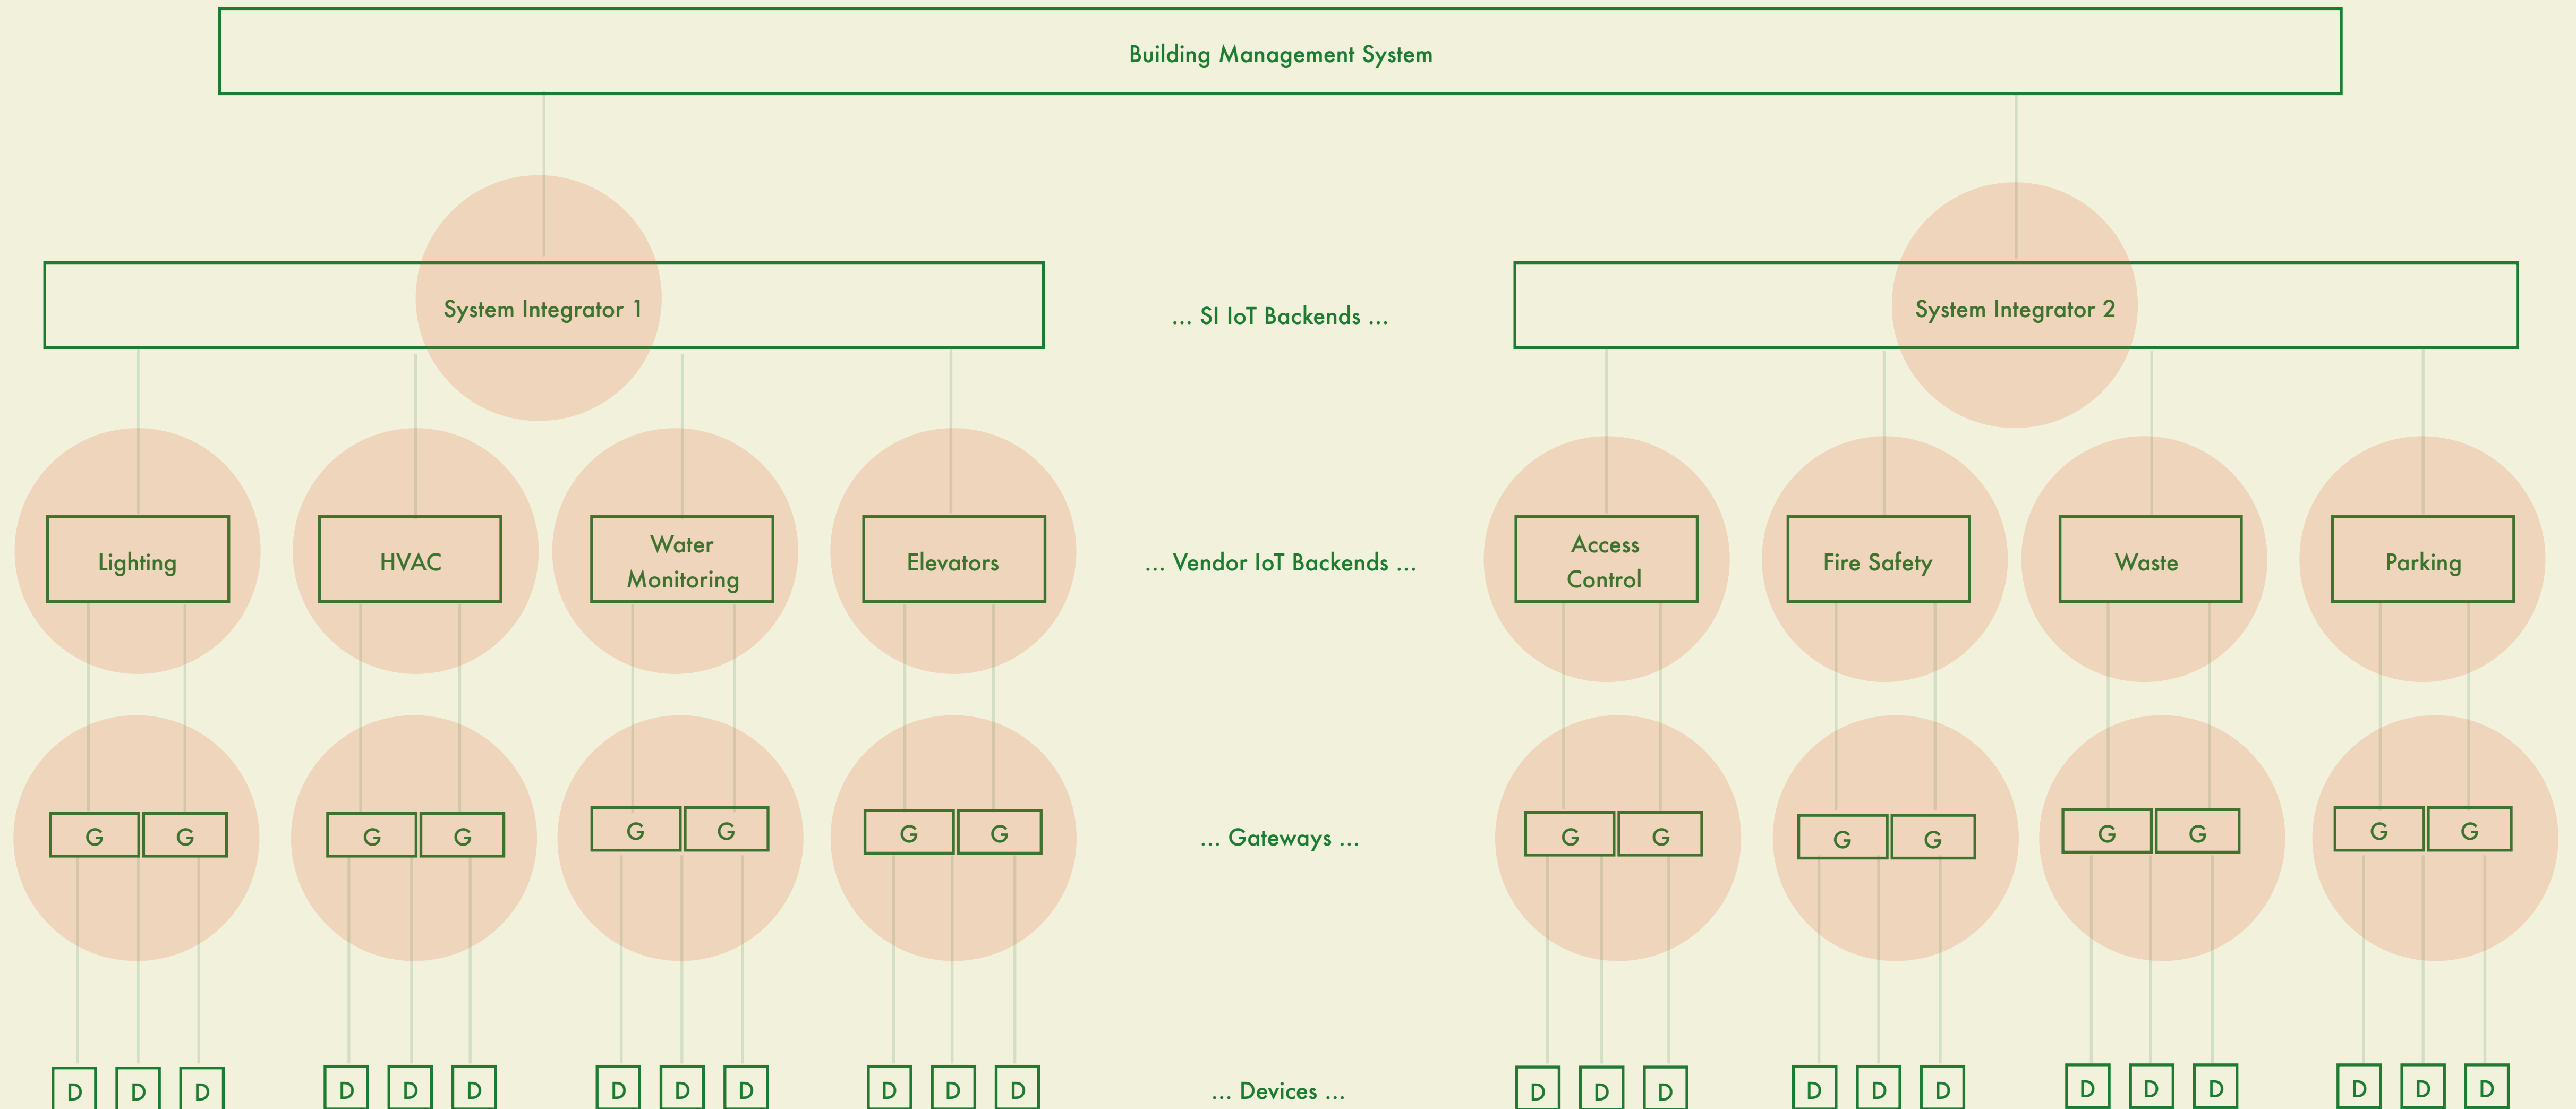 Building Management System
System Integrator 1
... SI IoT Backends ...
System Integrator 2
Lighting
HVAC
Water
Monitoring
Elevators
... Vendor IoT Backends ...
Access
Control
Fire Safety
Waste
Parking
G G
G G
G G
G G
... Gateways ...
G G
G G
G G
G G
D D D
D D D
D D D
D D D
... Devices ...
D D D
D D D
D D D
D D D